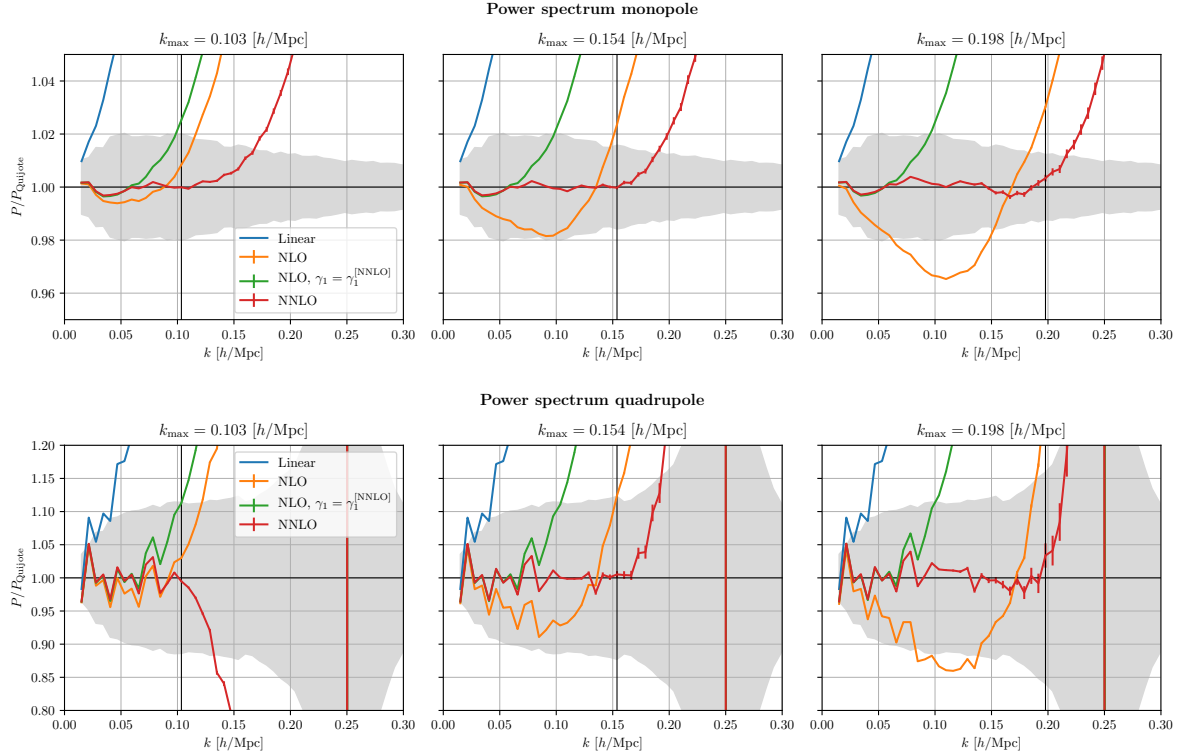 Power spectrum monopole
k_max = 0.103 [h/Mpc]
k_max = 0.154 [h/Mpc]
k_max = 0.198 [h/Mpc]
P/P_Quijote
1.04
1.02
1.00
0.98
0.96
Linear
NLO
NLO, γ₁ = γ₁^[NNLO]
NNLO
0.00 0.05 0.10 0.15 0.20 0.25 0.30
0.00 0.05 0.10 0.15 0.20 0.25 0.30
0.00 0.05 0.10 0.15 0.20 0.25 0.30
k [h/Mpc]
k [h/Mpc]
k [h/Mpc]
Power spectrum quadrupole
k_max = 0.103 [h/Mpc]
k_max = 0.154 [h/Mpc]
k_max = 0.198 [h/Mpc]
P/P_Quijote
1.20
1.15
1.10
1.05
1.00
0.95
0.90
0.85
0.80
Linear
NLO
NLO, γ₁ = γ₁^[NNLO]
NNLO
0.00 0.05 0.10 0.15 0.20 0.25 0.30
0.00 0.05 0.10 0.15 0.20 0.25 0.30
0.00 0.05 0.10 0.15 0.20 0.25 0.30
k [h/Mpc]
k [h/Mpc]
k [h/Mpc]